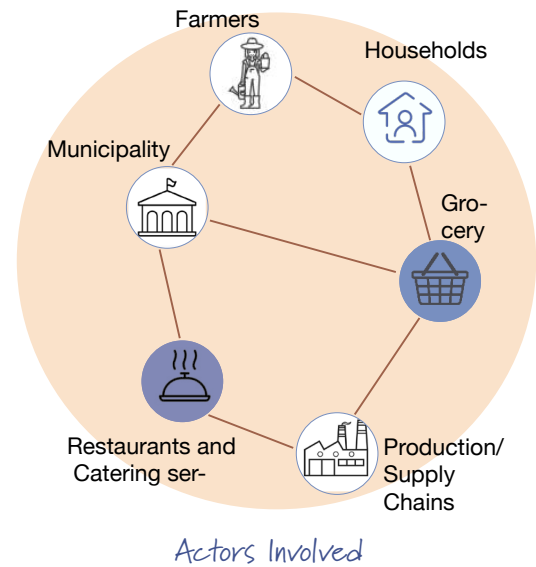 Farmers
Households
Municipality
Gro-
cery
Restaurants and
Catering ser-
Production/
Supply
Chains
Actors Involved